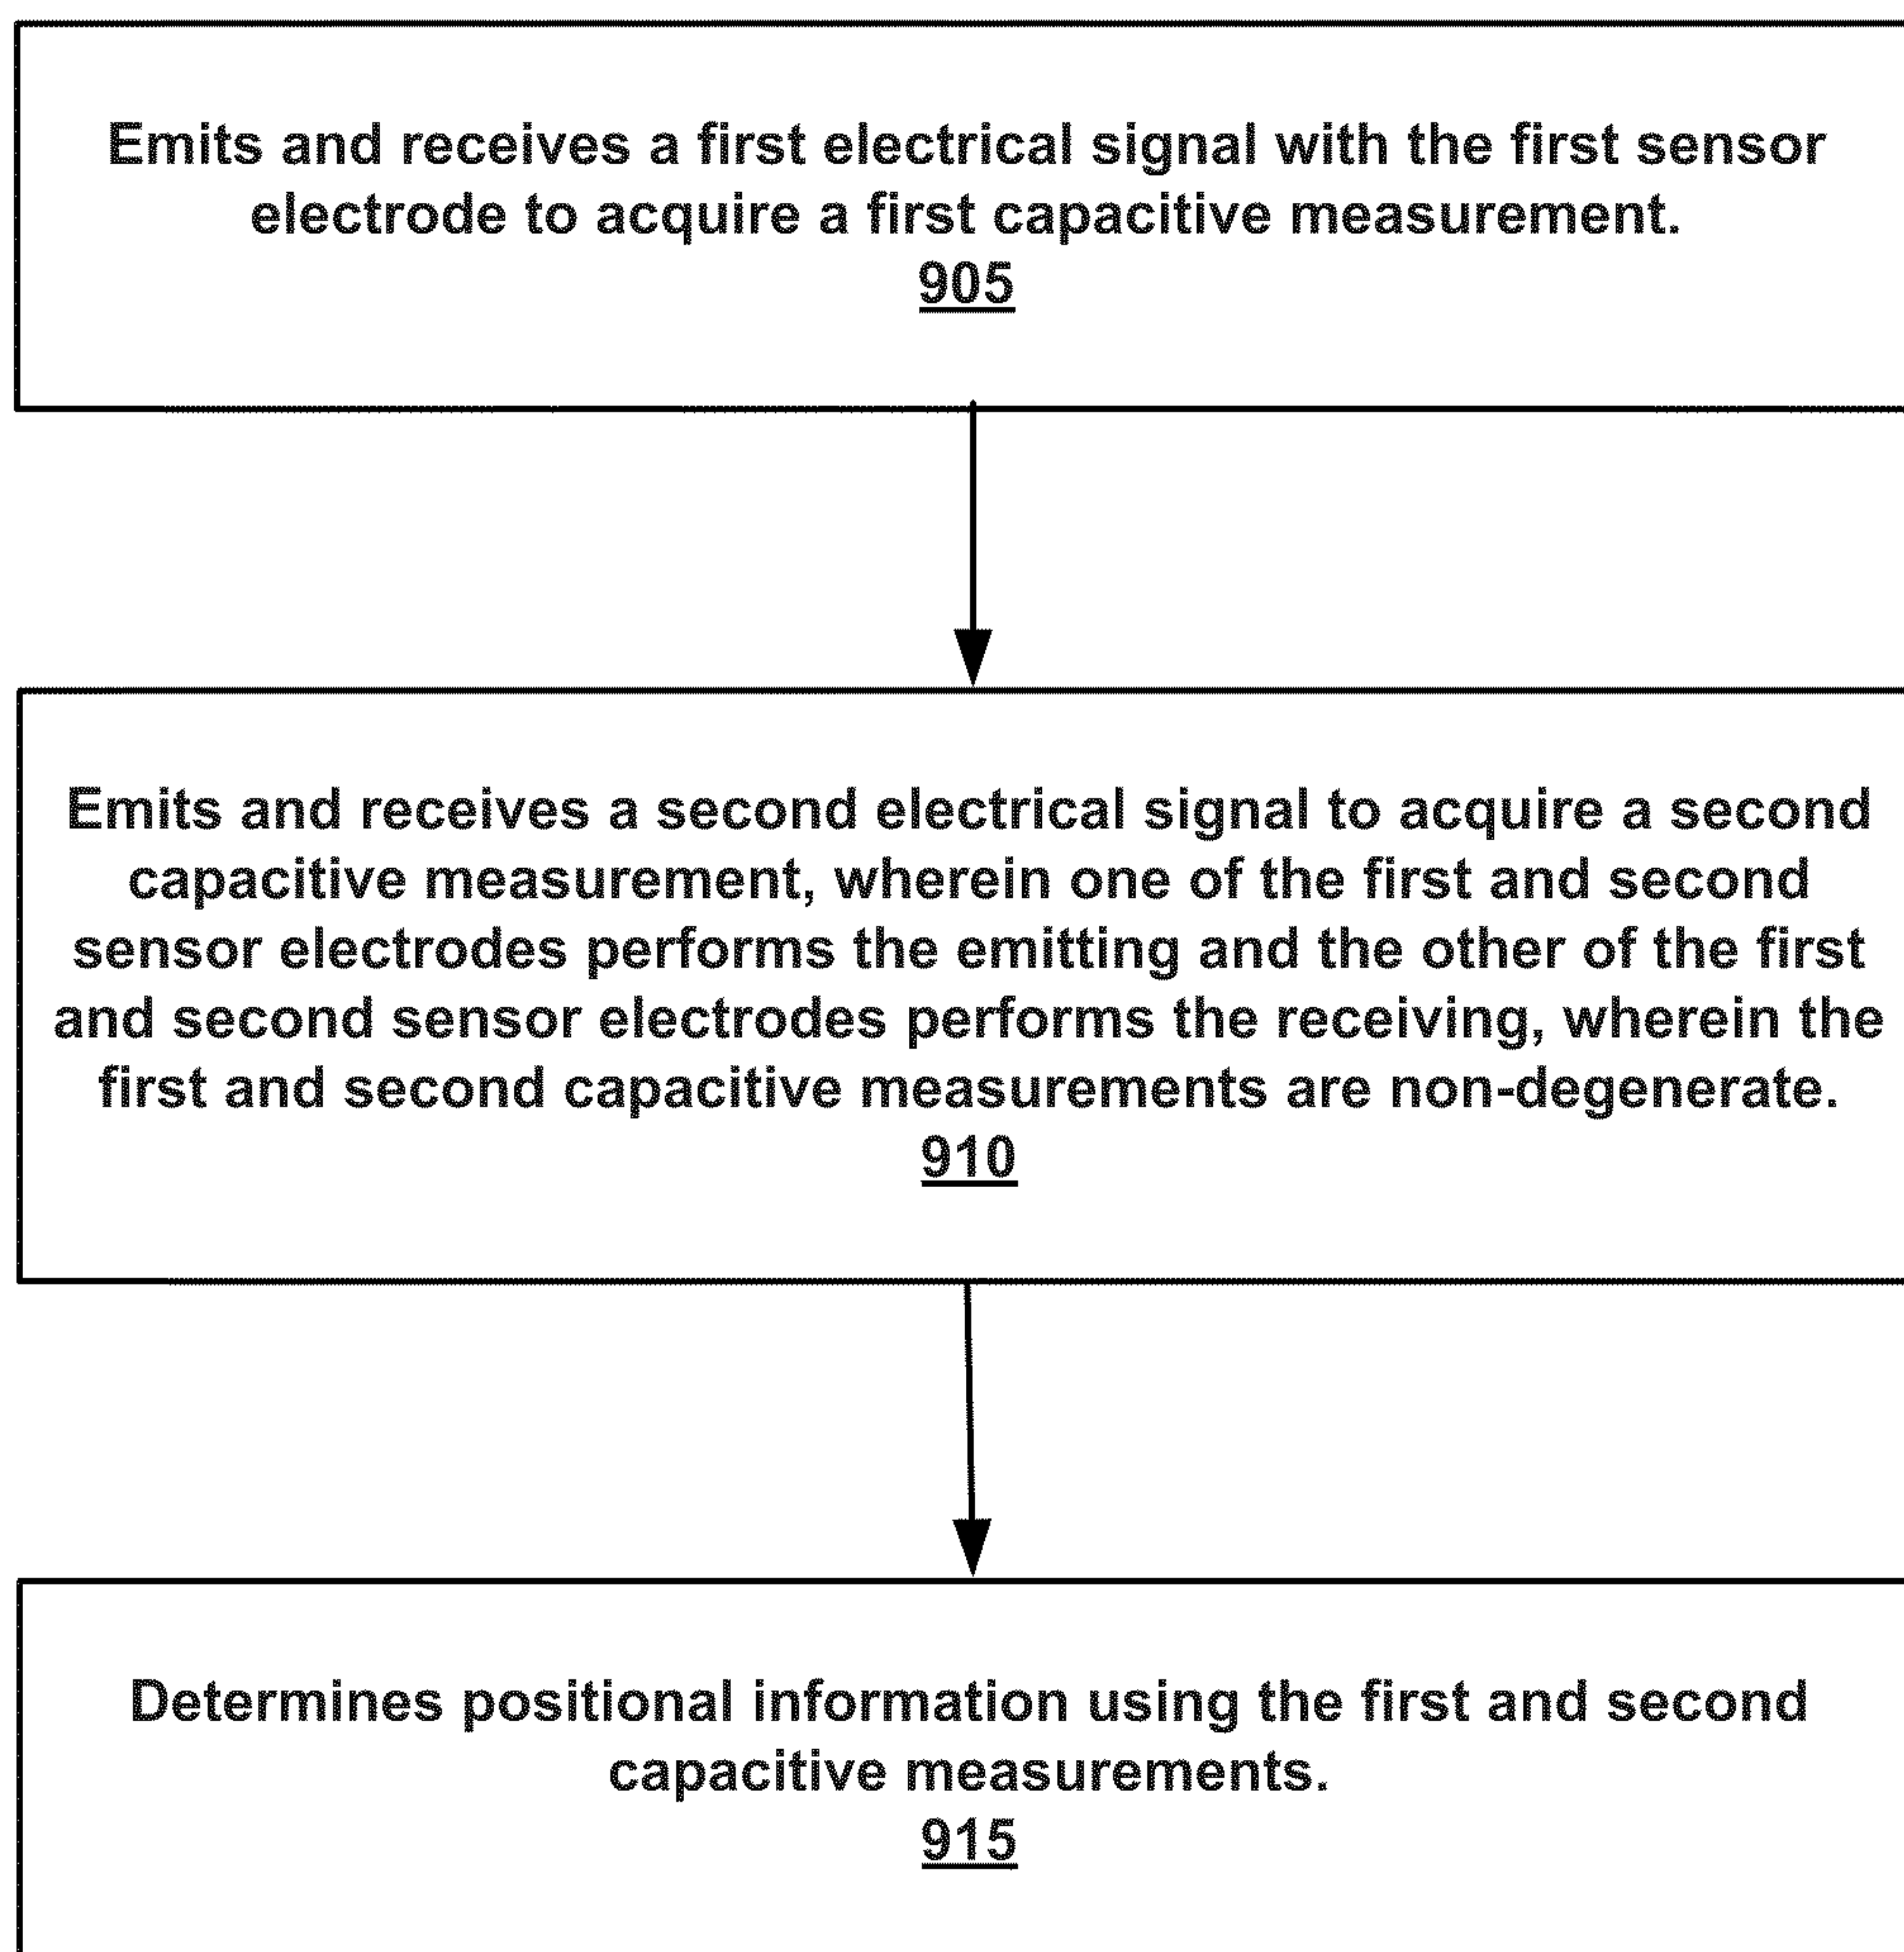 Emits and receives a first electrical signal with the first sensor
electrode to acquire a first capacitive measurement.
905
Emits and receives a second electrical signal to acquire a second
capacitive measurement, wherein one of the first and second
sensor electrodes performs the emitting and the other of the first
and second sensor electrodes performs the receiving, wherein the
first and second capacitive measurements are non-degenerate.
910
Determines positional information using the first and second
capacitive measurements.
915